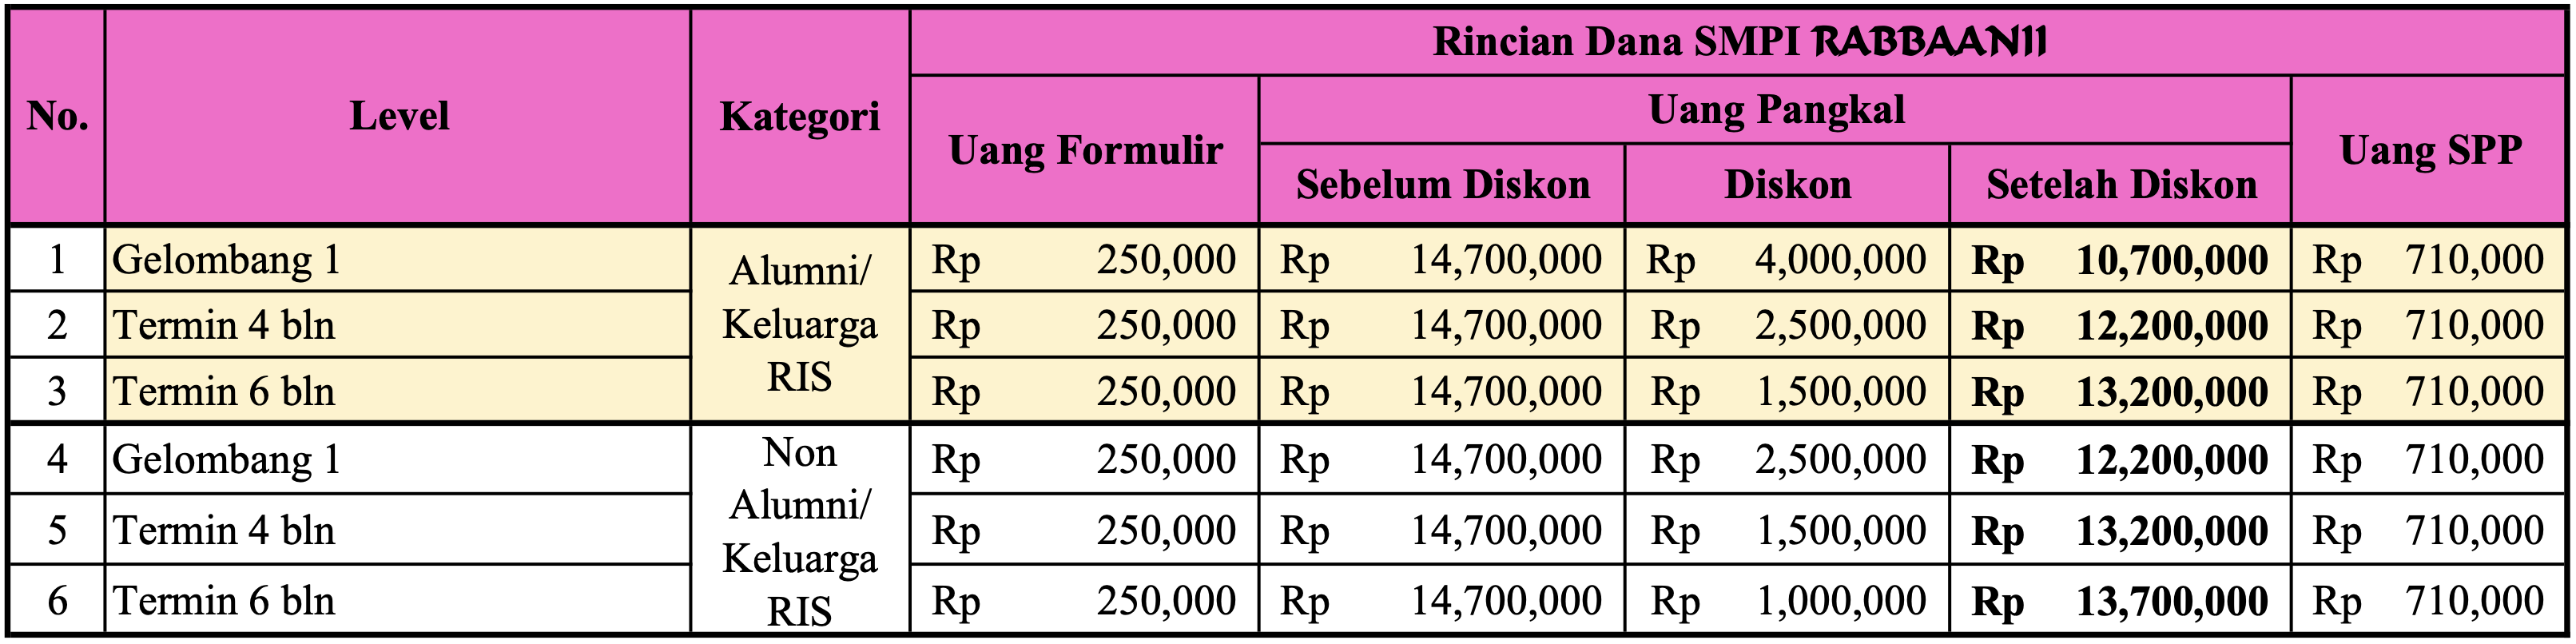 Rincian Dana SMPI RABBAANII
No. Level Kategori Uang Formulir Uang Pangkal Uang SPP
Sebelum Diskon Diskon Setelah Diskon
1 Gelombang 1 Rp 250,000 Rp 14,700,000 Rp 4,000,000 Rp 10,700,000 Rp 710,000
Alumni/
Keluarga
RIS
2 Termin 4 bln Rp 250,000 Rp 14,700,000 Rp 2,500,000 Rp 12,200,000 Rp 710,000
3 Termin 6 bln Rp 250,000 Rp 14,700,000 Rp 1,500,000 Rp 13,200,000 Rp 710,000
4 Gelombang 1 Rp 250,000 Rp 14,700,000 Rp 2,500,000 Rp 12,200,000 Rp 710,000
Non
Alumni/
Keluarga
RIS
5 Termin 4 bln Rp 250,000 Rp 14,700,000 Rp 1,500,000 Rp 13,200,000 Rp 710,000
6 Termin 6 bln Rp 250,000 Rp 14,700,000 Rp 1,000,000 Rp 13,700,000 Rp 710,000